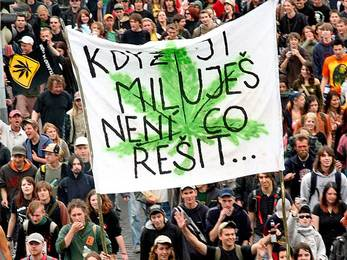 KDYŽ JI
MILUJEŠ
NENÍ CO
ŘEŠIT...